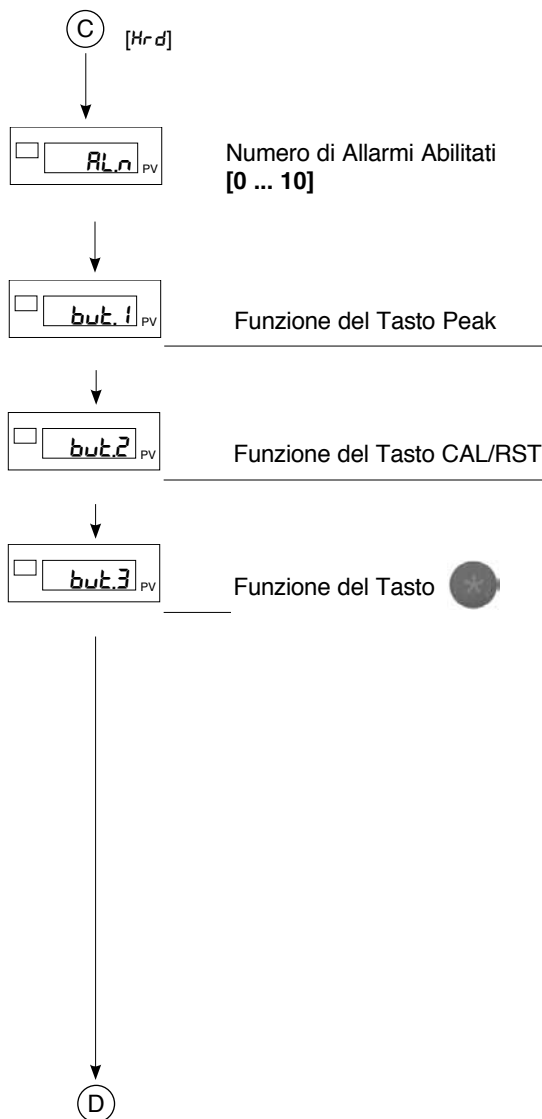 C [Hrd]
AL.n PV
Numero di Allarmi Abilitati
[0 ... 10]
but.1 PV
Funzione del Tasto Peak
but.2 PV
Funzione del Tasto CAL/RST
but.3 PV
Funzione del Tasto *
D